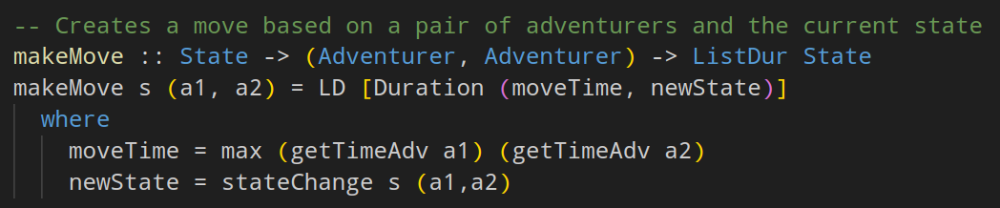 -- Creates a move based on a pair of adventurers and the current state
makeMove :: State -> (Adventurer, Adventurer) -> ListDur State
makeMove s (a1, a2) = LD [Duration (moveTime, newState)]
  where
    moveTime = max (getTimeAdv a1) (getTimeAdv a2)
    newState = stateChange s (a1,a2)